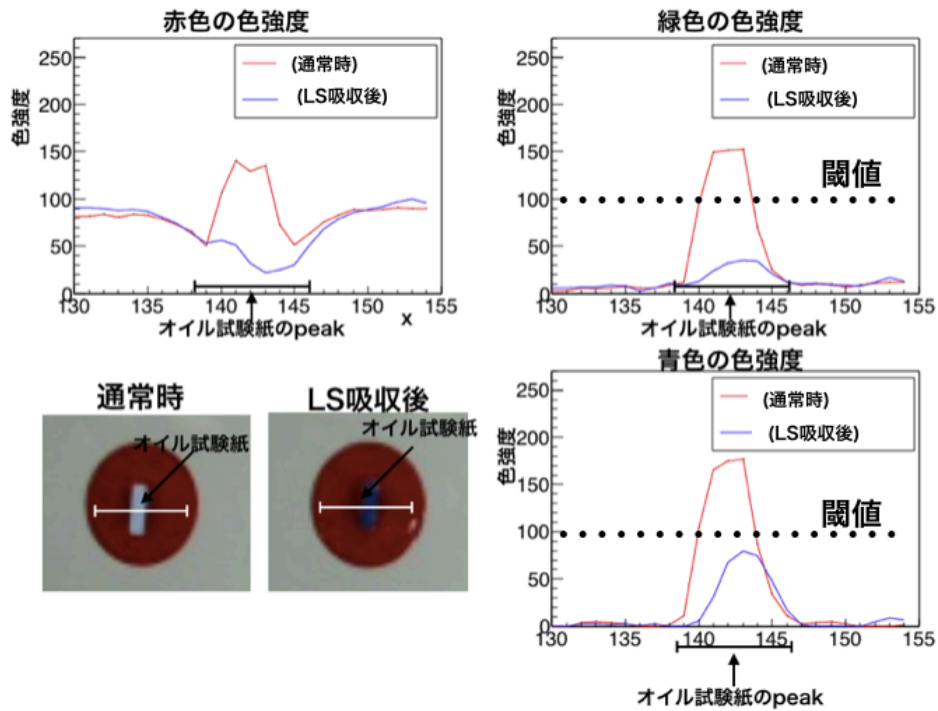 赤色の色強度
色強度
250
200
150
100
50
0
(通常時)
(LS吸収後)
130
135
140
145
150
155
x
オイル試験紙のpeak
緑色の色強度
色強度
250
200
150
100
50
0
(通常時)
(LS吸収後)
閾値
130
135
140
145
150
155
オイル試験紙のpeak
通常時
オイル試験紙
LS吸収後
オイル試験紙
青色の色強度
色強度
250
200
150
100
50
0
(通常時)
(LS吸収後)
閾値
130
135
140
145
150
155
オイル試験紙のpeak